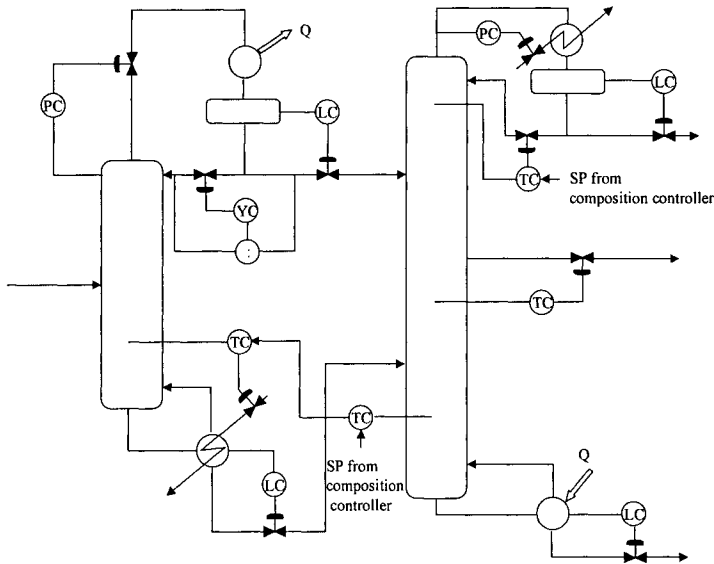 Q
PC
PC
LC
LC
TC
SP from
composition controller
YC
:
TC
TC
TC
SP from
composition
controller
LC
Q
LC